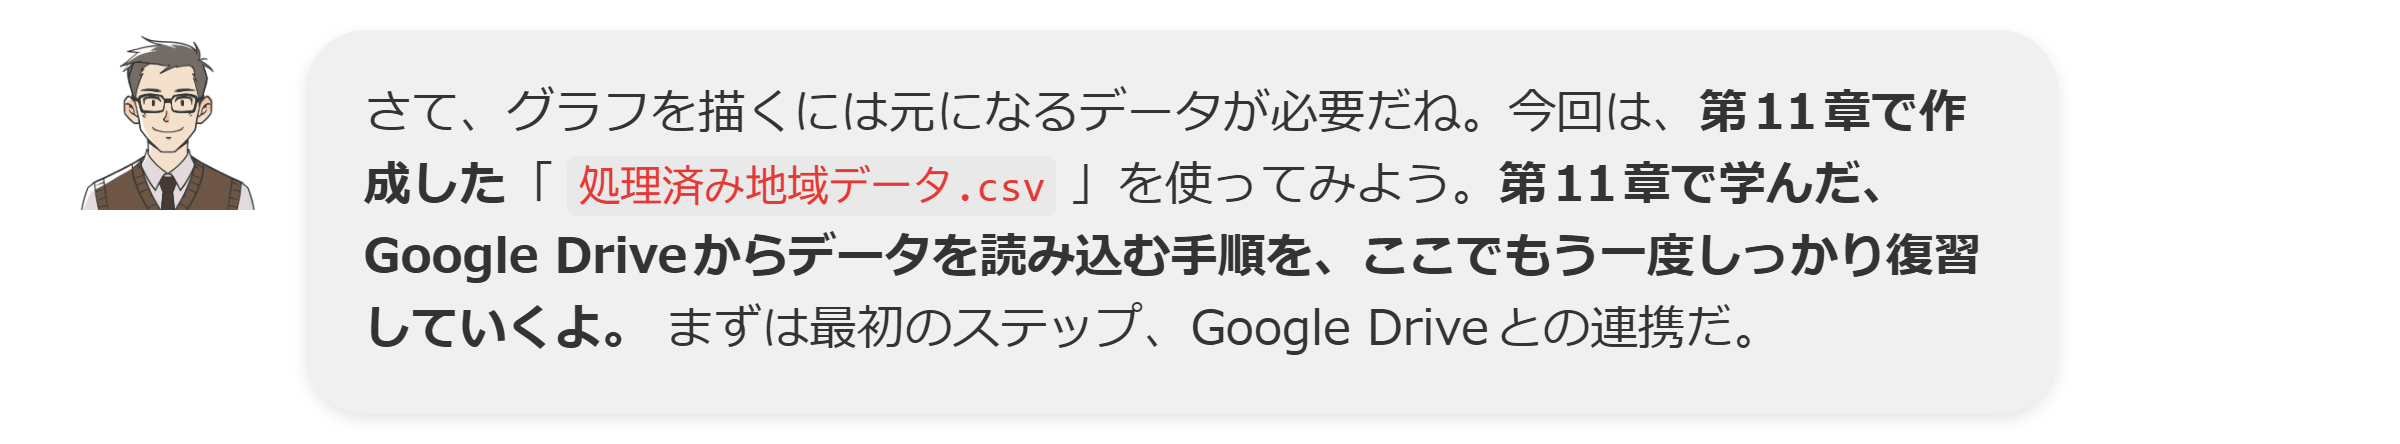 さて、グラフを描くには元になるデータが必要だね。今回は、第11章で作
成した「 処理済み地域データ.csv 」を使ってみよう。第11章で学んだ、
Google Driveからデータを読み込む手順を、ここでもう一度しっかり復習
していくよ。 まずは最初のステップ、Google Driveとの連携だ。